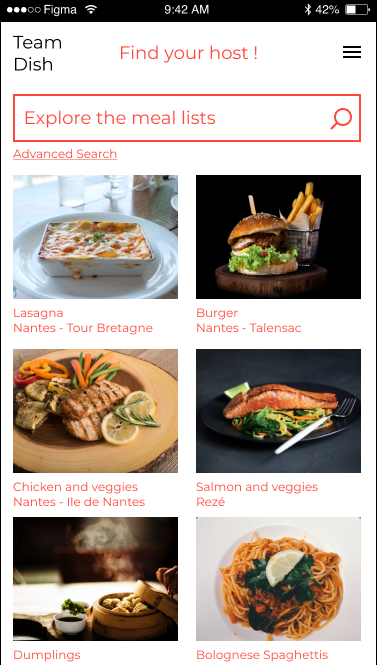 Figma 9:42 AM 42%
Team
Dish
Find your host !
Explore the meal lists
Advanced Search
Lasagna
Nantes - Tour Bretagne
Burger
Nantes - Talensac
Chicken and veggies
Nantes - Ile de Nantes
Salmon and veggies
Rezé
Dumplings
Bolognese Spaghettis